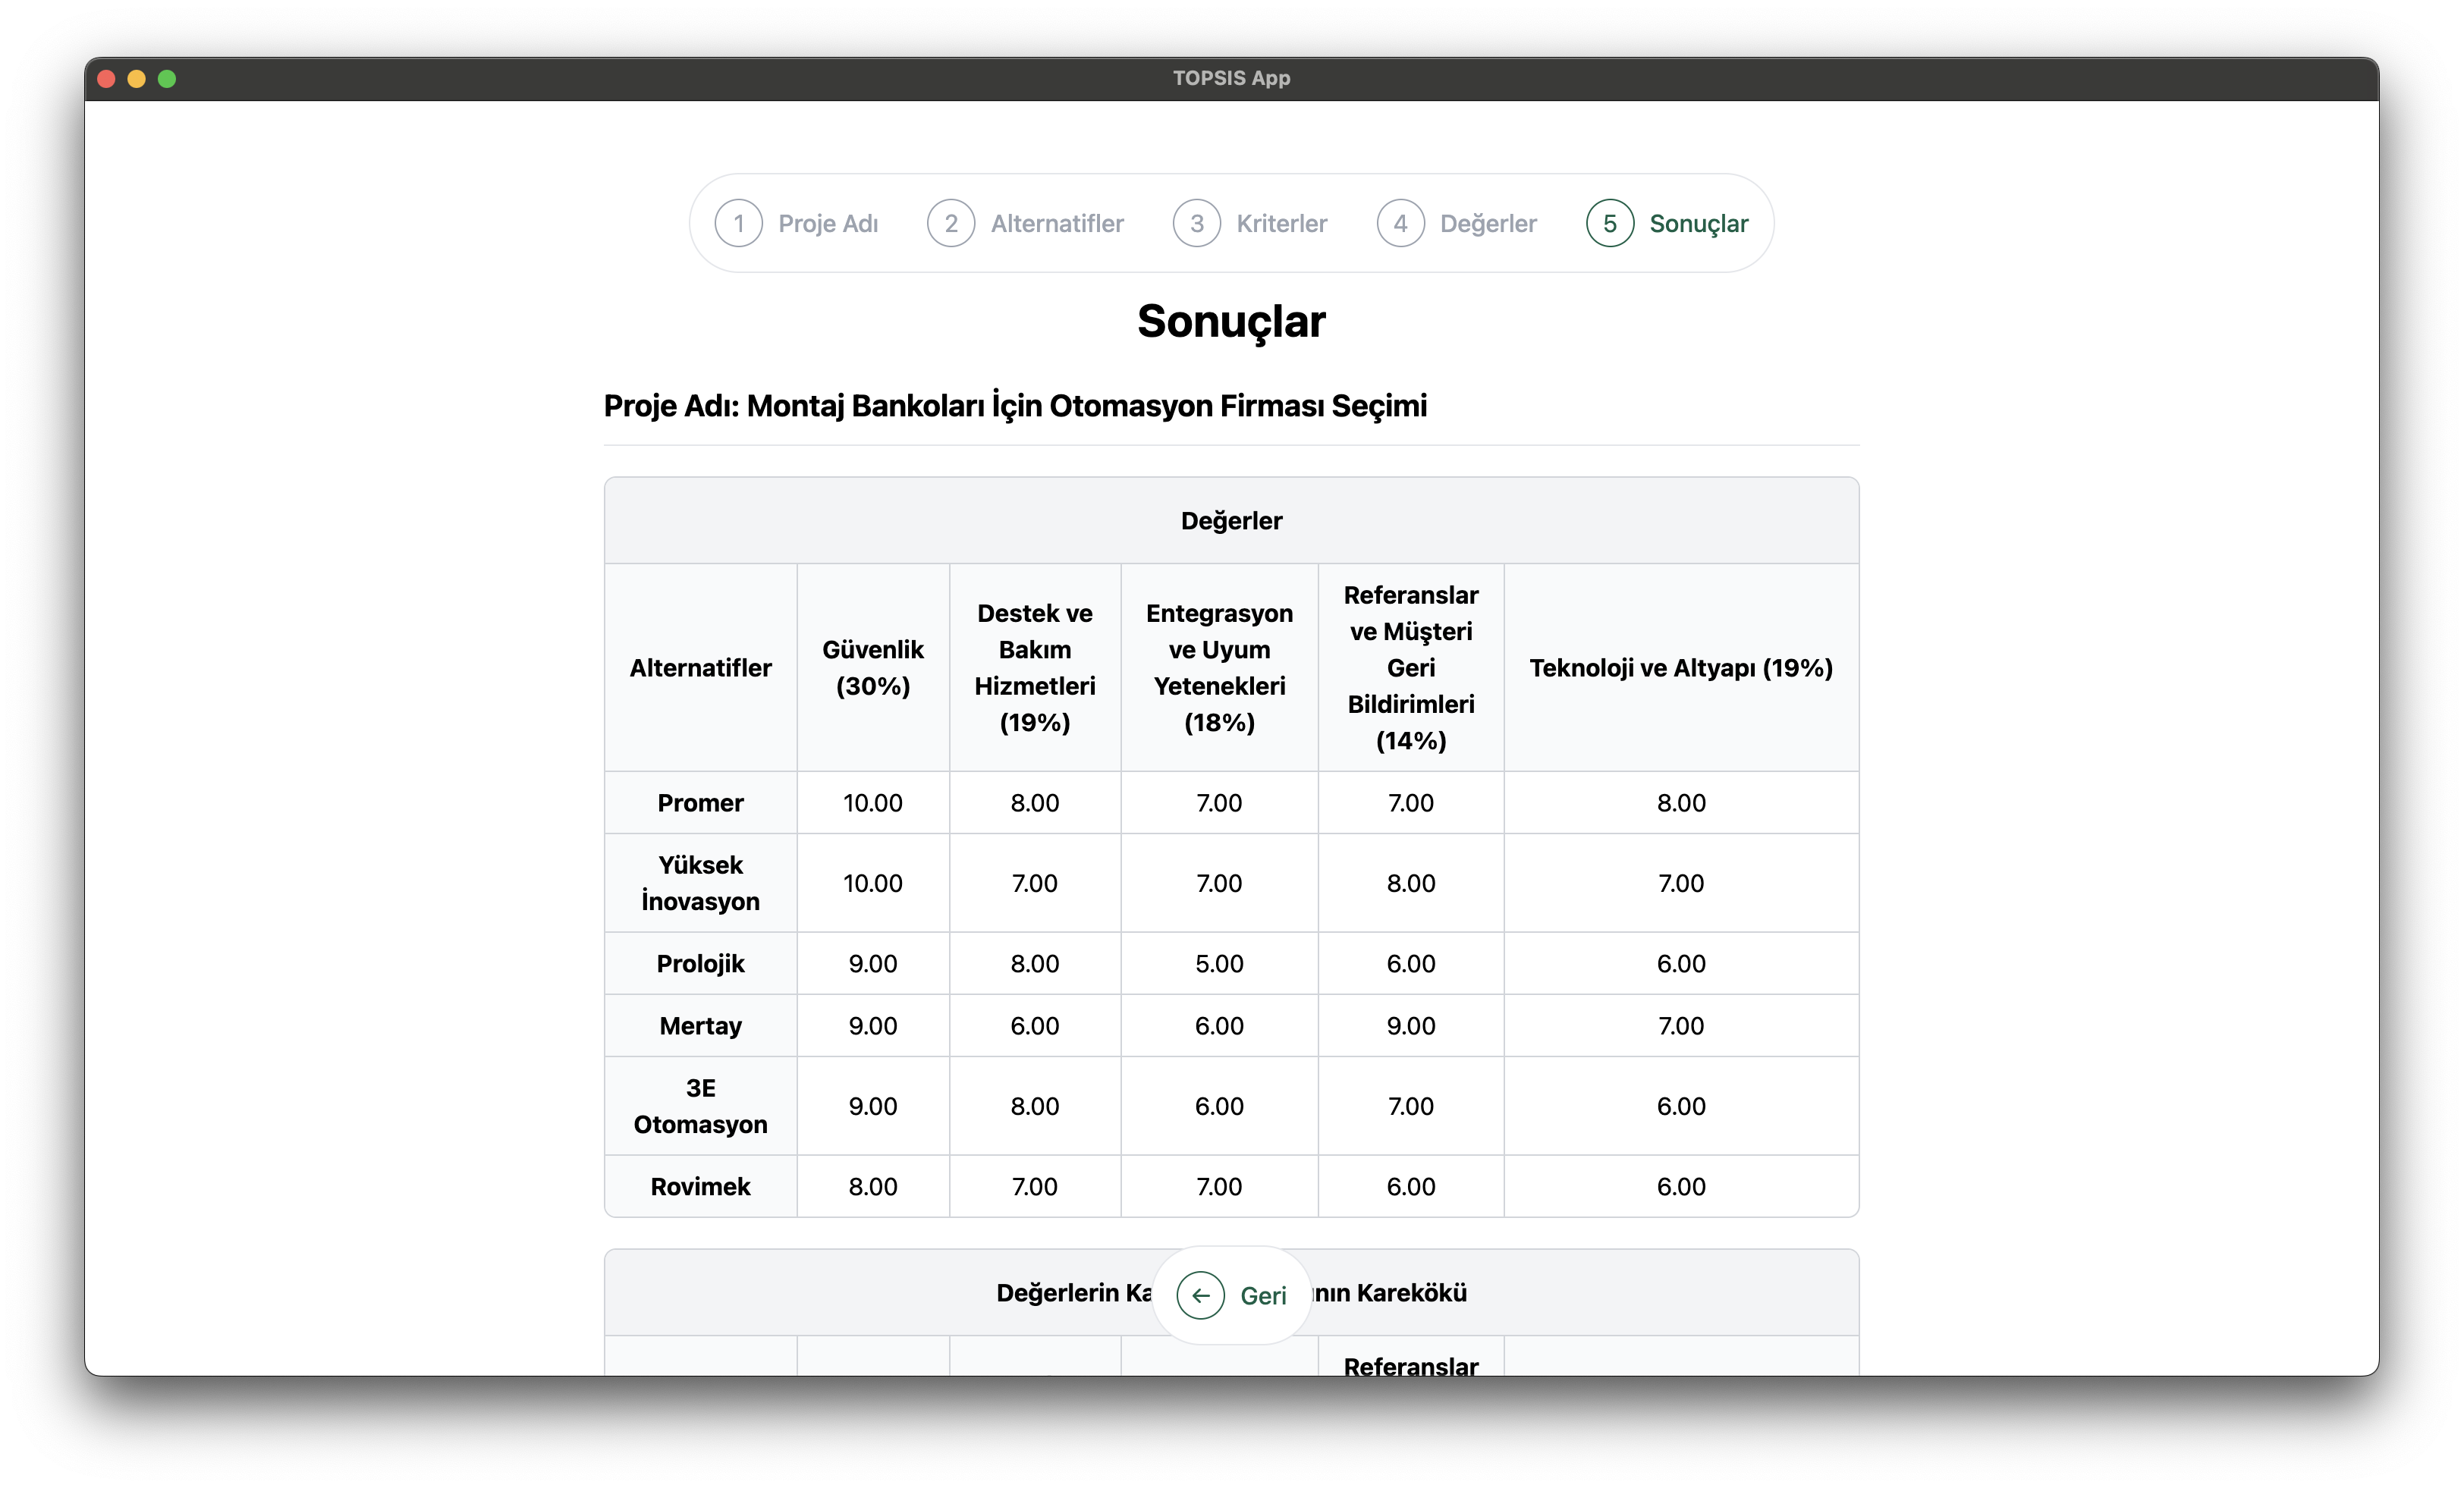 TOPSIS App
1 Proje Adı 2 Alternatifler 3 Kriterler 4 Değerler 5 Sonuçlar
Sonuçlar
Proje Adı: Montaj Bankoları İçin Otomasyon Firması Seçimi
Değerler
Alternatifler
Güvenlik
(30%)
Destek ve
Bakım
Hizmetleri
(19%)
Entegrasyon
ve Uyum
Yetenekleri
(18%)
Referanslar
ve Müşteri
Geri
Bildirimleri
(14%)
Teknoloji ve Altyapı (19%)
Promer 10.00 8.00 7.00 7.00 8.00
Yüksek
İnovasyon 10.00 7.00 7.00 8.00 7.00
Prolojik 9.00 8.00 5.00 6.00 6.00
Mertay 9.00 6.00 6.00 9.00 7.00
3E
Otomasyon 9.00 8.00 6.00 7.00 6.00
Rovimek 8.00 7.00 7.00 6.00 6.00
Değerlerin Karekökü
Geri
Referanslar